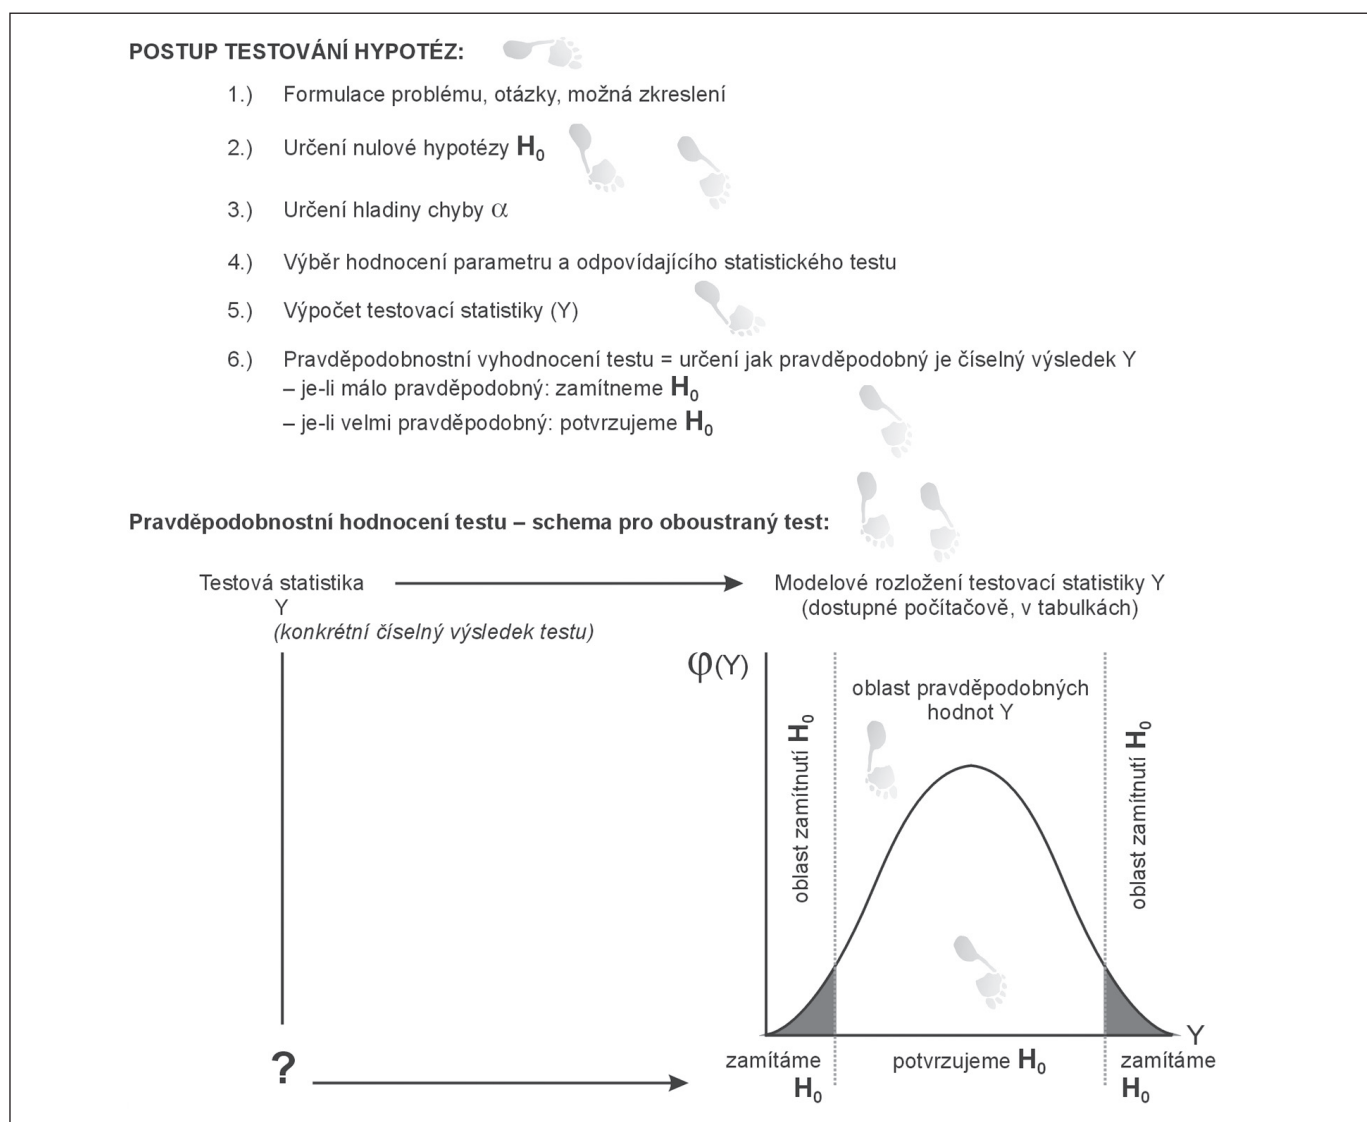 POSTUP TESTOVÁNÍ HYPOTÉZ:
1.) Formulace problému, otázky, možná zkreslení
2.) Určení nulové hypotézy H₀
3.) Určení hladiny chyby α
4.) Výběr hodnocení parametru a odpovídajícího statistického testu
5.) Výpočet testovací statistiky (Y)
6.) Pravděpodobnostní vyhodnocení testu = určení jak pravděpodobný je číselný výsledek Y
– je-li málo pravděpodobný: zamítneme H₀
– je-li velmi pravděpodobný: potvrzujeme H₀
Pravděpodobnostní hodnocení testu – schema pro oboustraný test:
Testová statistika
Y
(konkrétní číselný výsledek testu)
Modelové rozložení testovací statistiky Y
(dostupné počítačově, v tabulkách)
φ(Y)
oblast zamítnutí H₀
oblast pravděpodobných
hodnot Y
oblast zamítnutí H₀
Y
?
zamítáme
H₀
potvrzujeme H₀
zamítáme
H₀